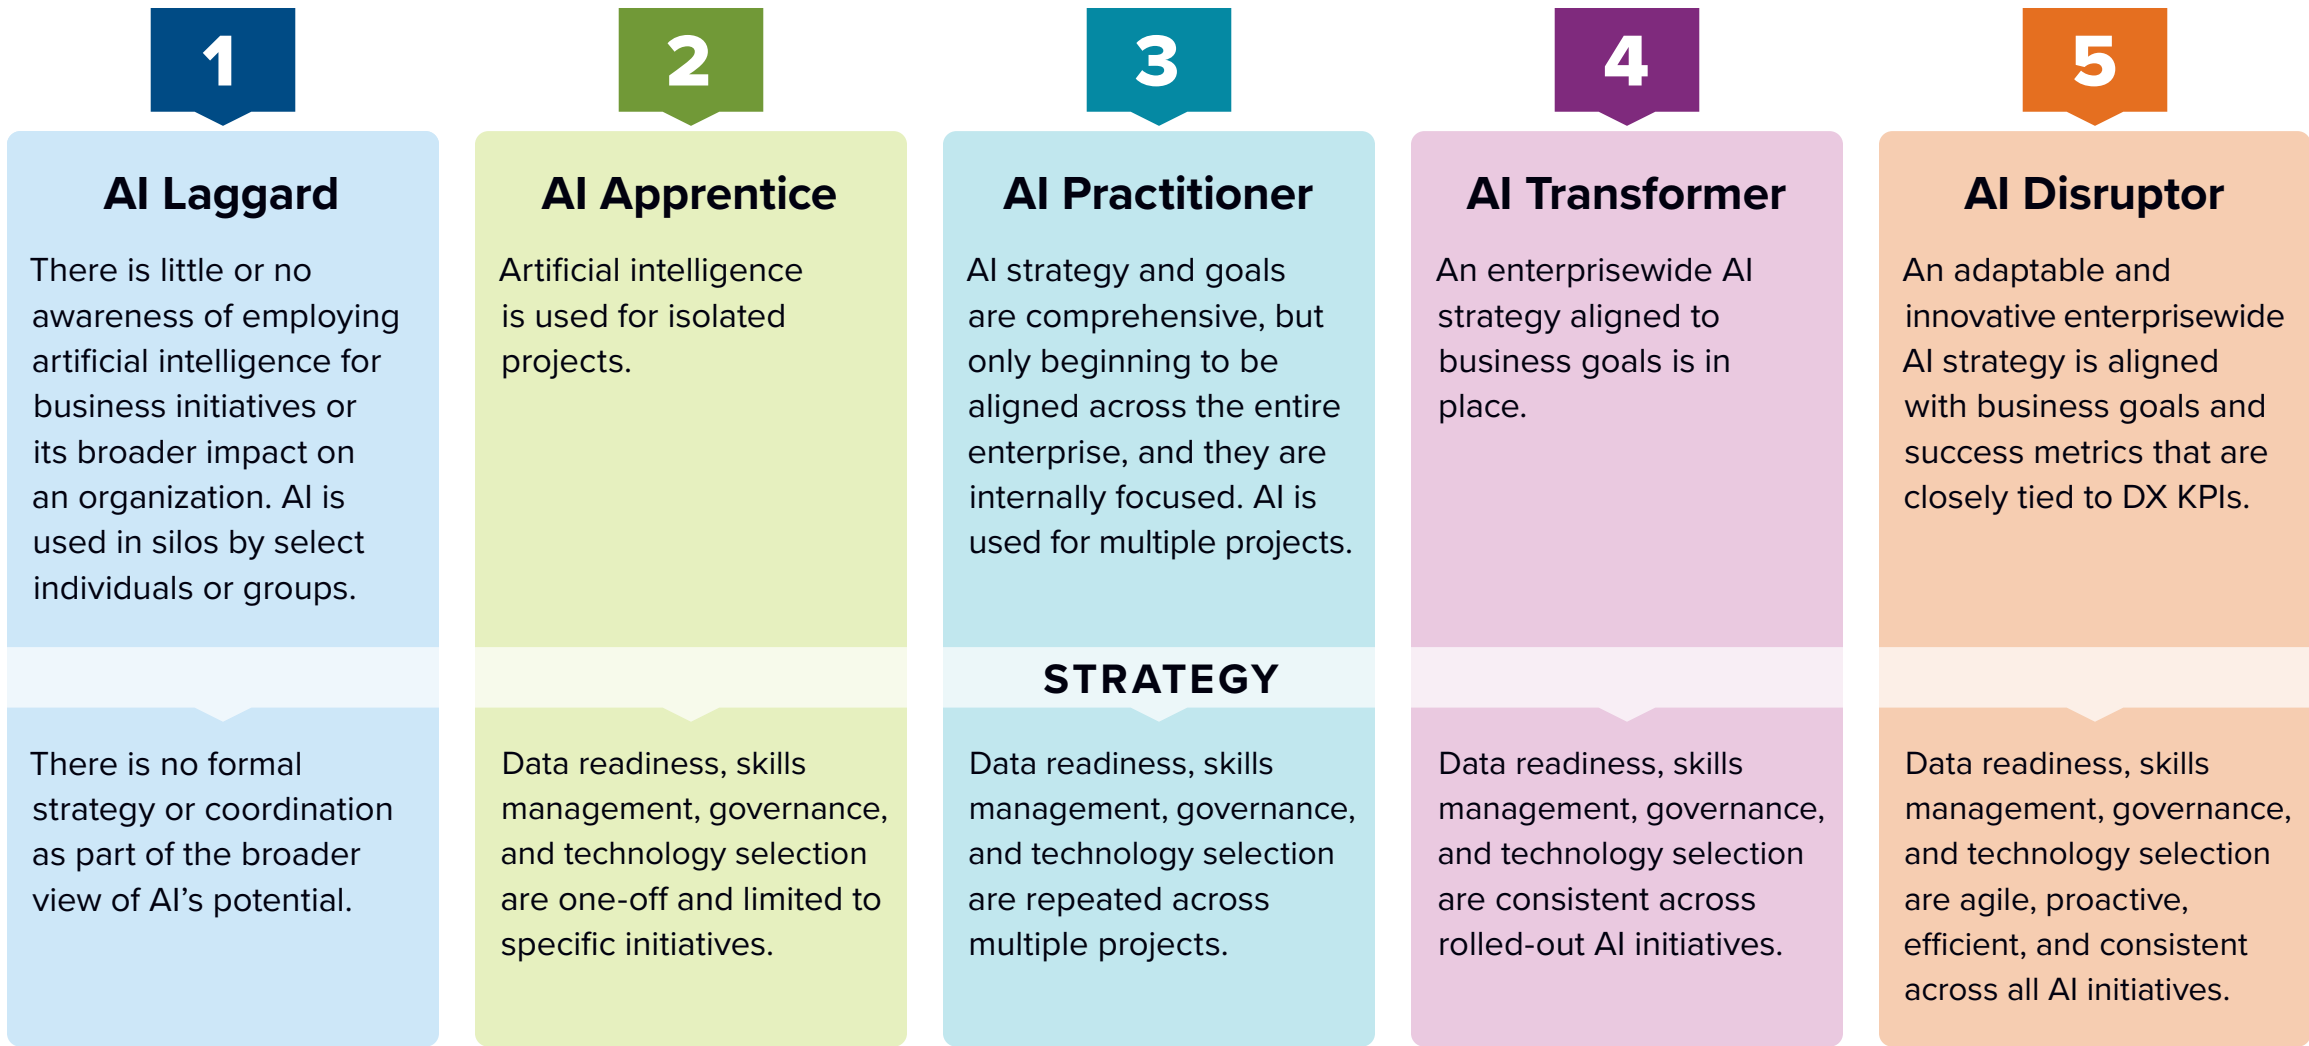 1
AI Laggard
There is little or no
awareness of employing
artificial intelligence for
business initiatives or
its broader impact on
an organization. AI is
used in silos by select
individuals or groups.
There is no formal
strategy or coordination
as part of the broader
view of AI’s potential.
2
AI Apprentice
Artificial intelligence
is used for isolated
projects.
Data readiness, skills
management, governance,
and technology selection
are one-off and limited to
specific initiatives.
3
AI Practitioner
AI strategy and goals
are comprehensive, but
only beginning to be
aligned across the entire
enterprise, and they are
internally focused. AI is
used for multiple projects.
STRATEGY
Data readiness, skills
management, governance,
and technology selection
are repeated across
multiple projects.
4
AI Transformer
An enterprisewide AI
strategy aligned to
business goals is in
place.
Data readiness, skills
management, governance,
and technology selection
are consistent across
rolled-out AI initiatives.
5
AI Disruptor
An adaptable and
innovative enterprisewide
AI strategy is aligned
with business goals and
success metrics that are
closely tied to DX KPIs.
Data readiness, skills
management, governance,
and technology selection
are agile, proactive,
efficient, and consistent
across all AI initiatives.